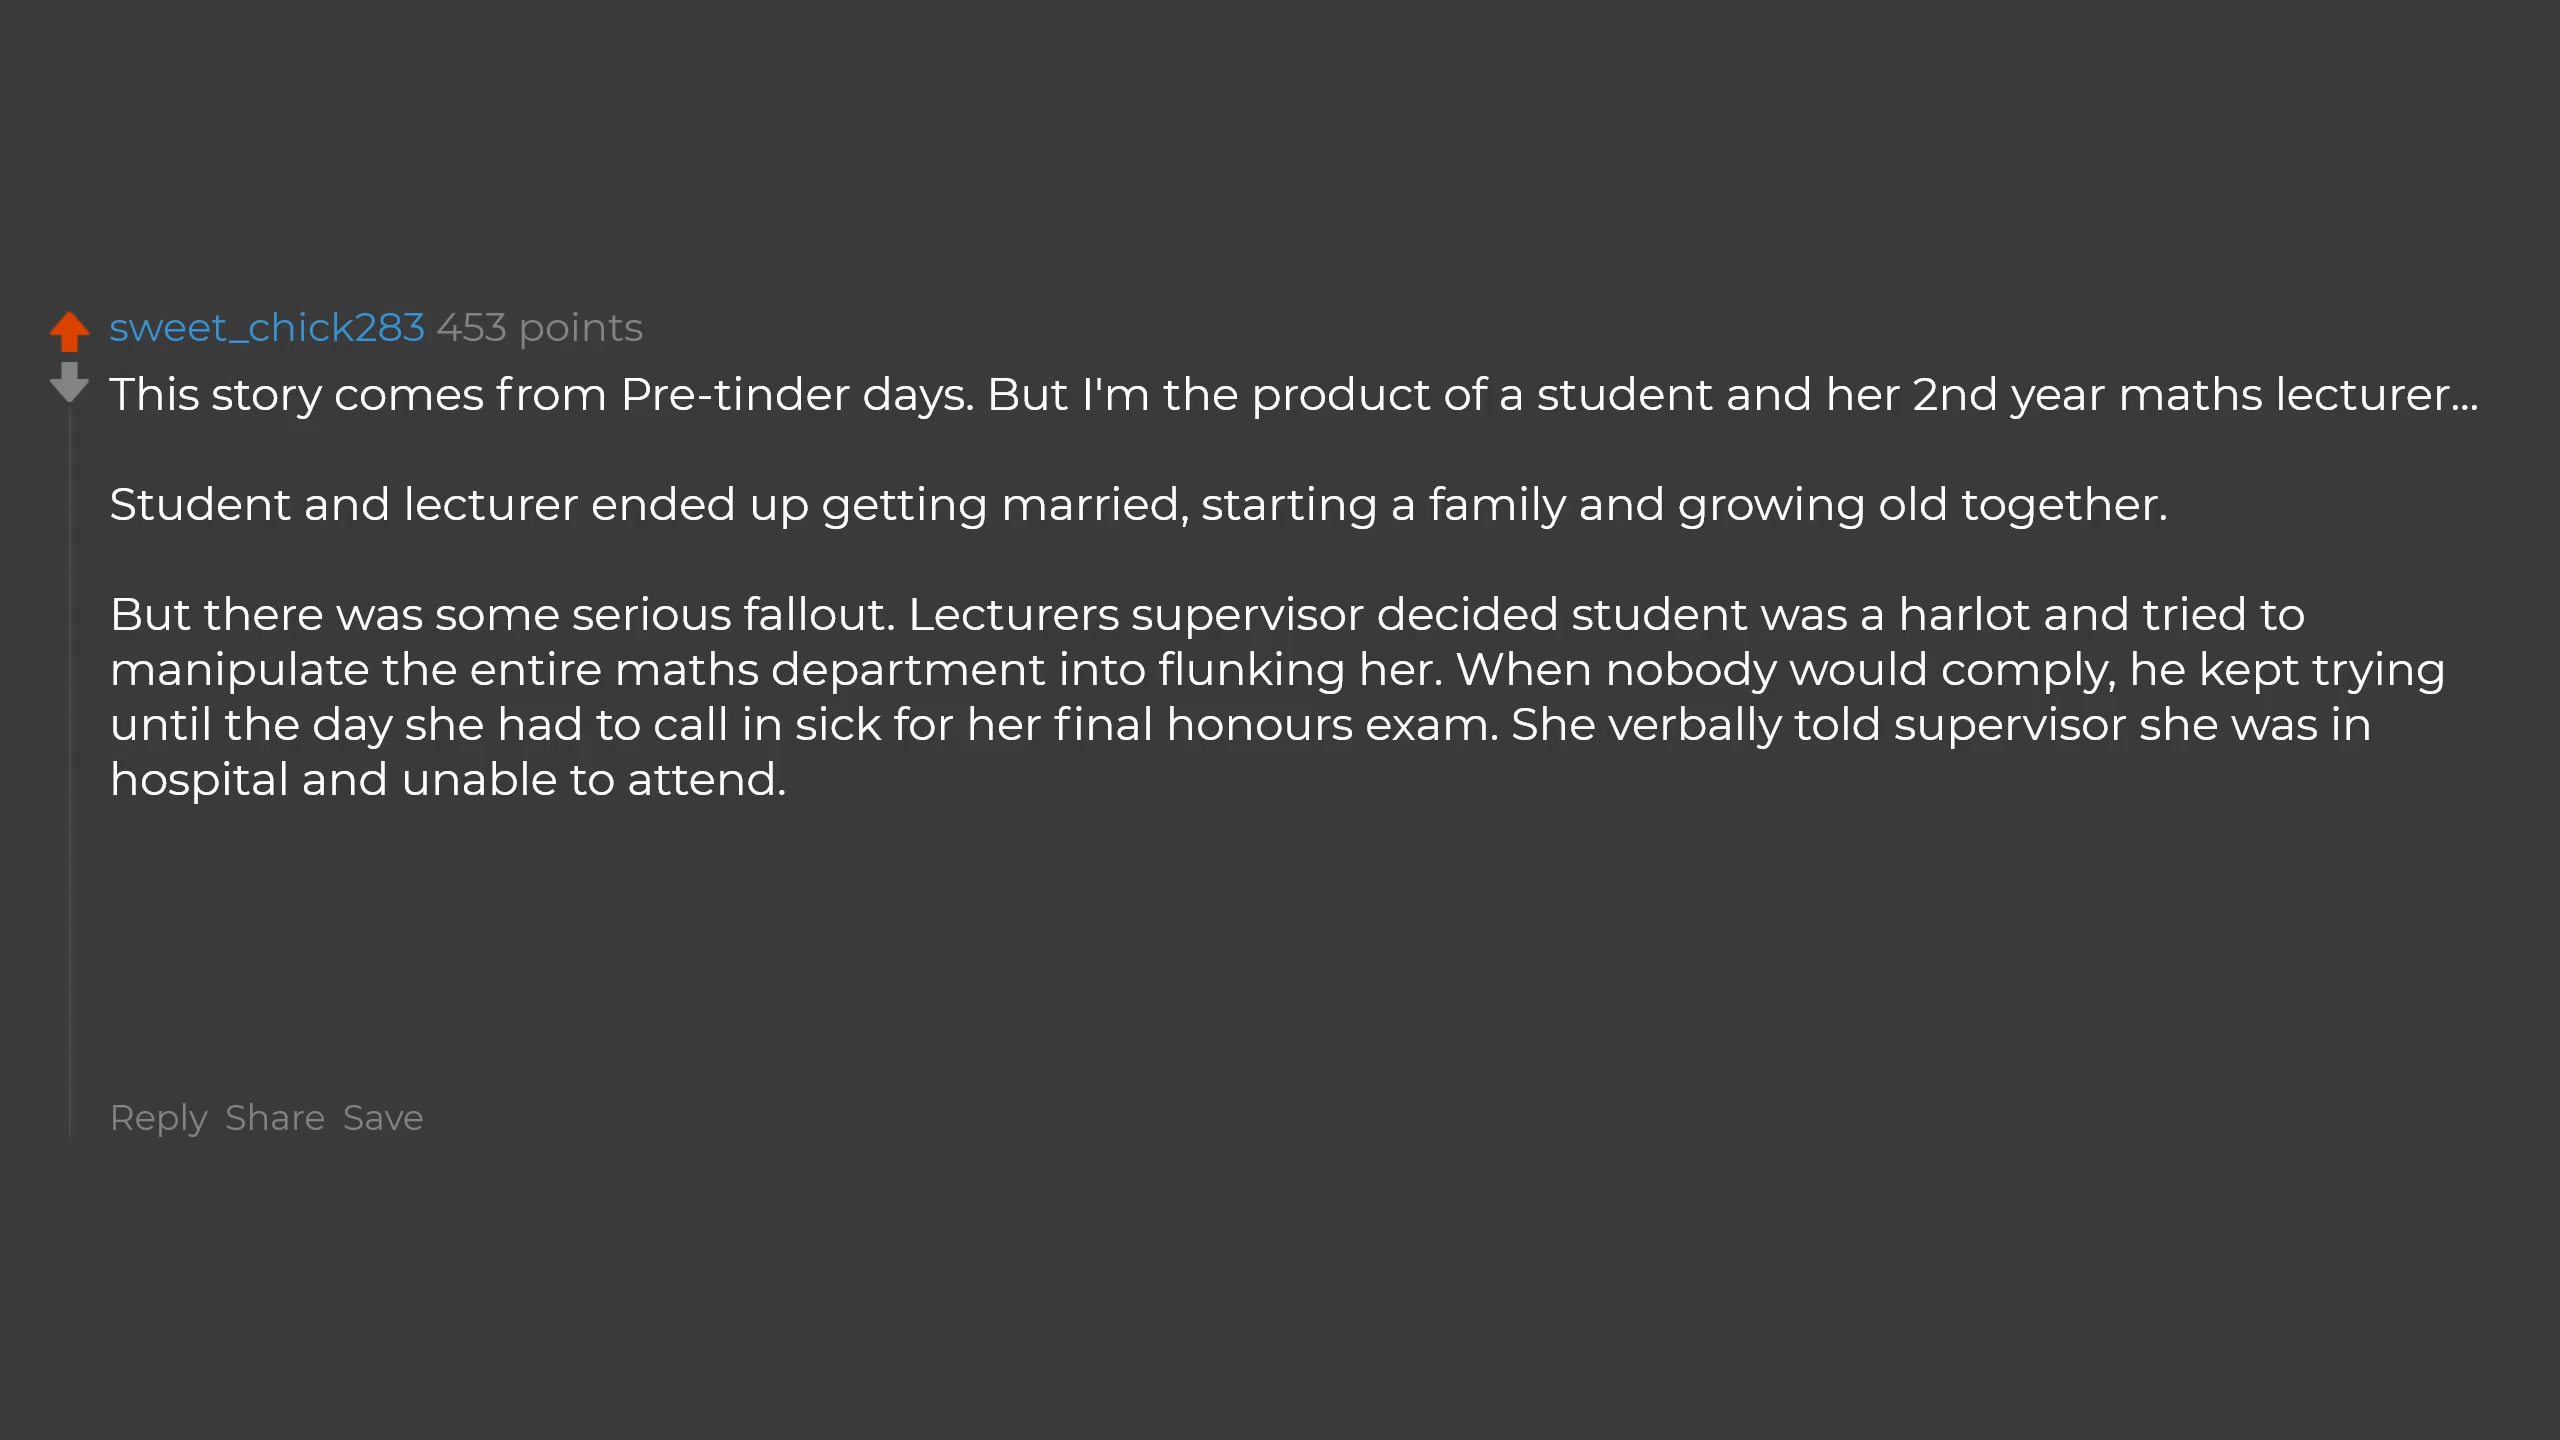 sweet_chick283 453 points
This story comes from Pre-tinder days. But I'm the product of a student and her 2nd year maths lecturer...
Student and lecturer ended up getting married, starting a family and growing old together.
But there was some serious fallout. Lecturers supervisor decided student was a harlot and tried to
manipulate the entire maths department into flunking her. When nobody would comply, he kept trying
until the day she had to call in sick for her final honours exam. She verbally told supervisor she was in
hospital and unable to attend.
Reply Share Save